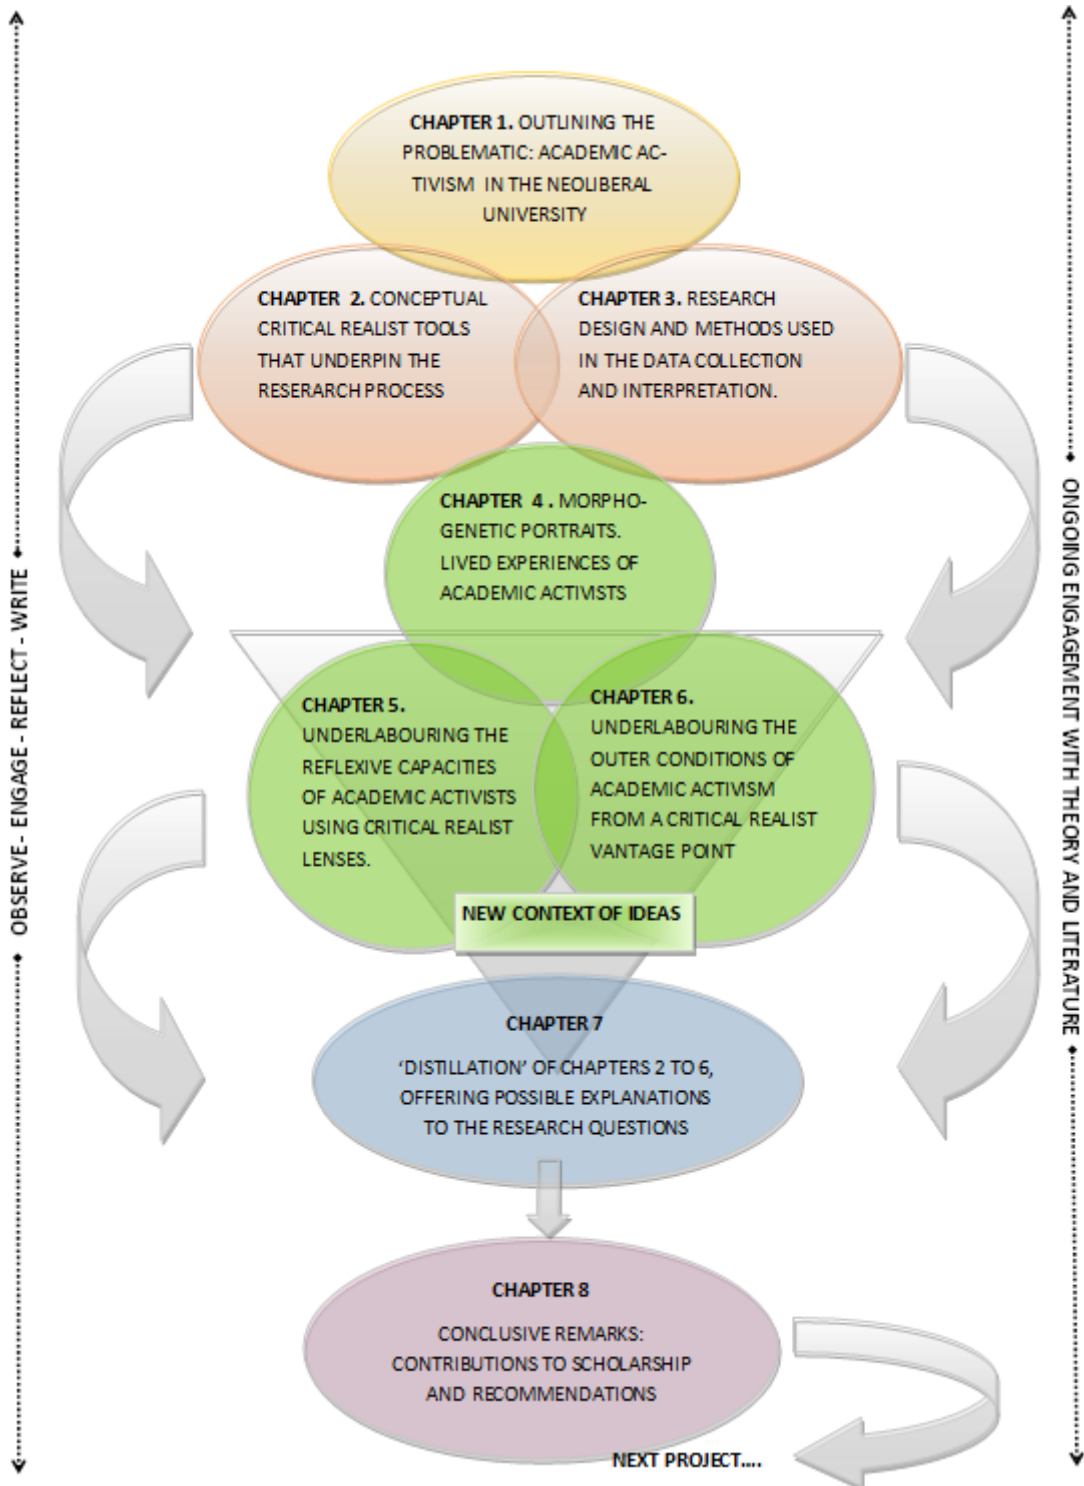 CHAPTER 1. OUTLINING THE
PROBLEMATIC: ACADEMIC AC-
TIVISM IN THE NEOLIBERAL
UNIVERSITY
CHAPTER 2. CONCEPTUAL
CRITICAL REALIST TOOLS
THAT UNDERPIN THE
RESERARCH PROCESS
CHAPTER 3. RESEARCH
DESIGN AND METHODS USED
IN THE DATA COLLECTION
AND INTERPRETATION.
CHAPTER 4 . MORPHO-
GENETIC PORTRAITS.
LIVED EXPERIENCES OF
ACADEMIC ACTIVISTS
CHAPTER 5.
UNDERLABOURING THE
REFLEXIVE CAPACITIES
OF ACADEMIC ACTIVISTS
USING CRITICAL REALIST
LENSES.
CHAPTER 6.
UNDERLABOURING THE
OUTER CONDITIONS OF
ACADEMIC ACTIVISM
FROM A CRITICAL REALIST
VANTAGE POINT
NEW CONTEXT OF IDEAS
CHAPTER 7
‘DISTILLATION’ OF CHAPTERS 2 TO 6,
OFFERING POSSIBLE EXPLANATIONS
TO THE RESEARCH QUESTIONS
CHAPTER 8
CONCLUSIVE REMARKS:
CONTRIBUTIONS TO SCHOLARSHIP
AND RECOMMENDATIONS
NEXT PROJECT....
OBSERVE - ENGAGE - REFLECT - WRITE
ONGOING ENGAGEMENT WITH THEORY AND LITERATURE